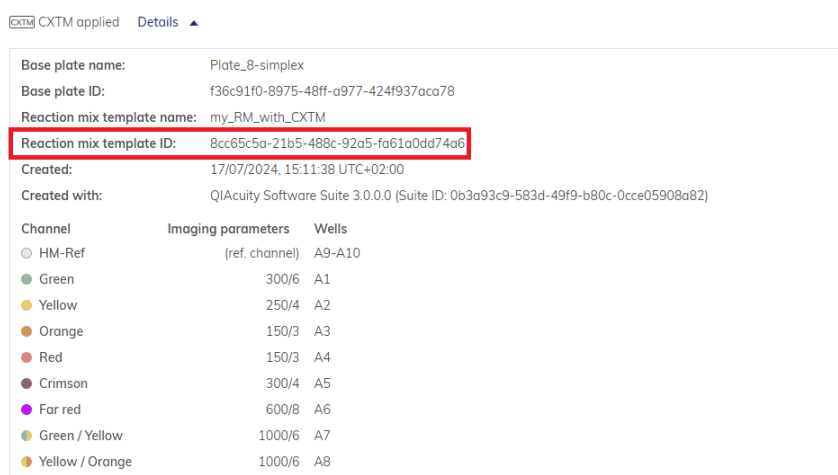 CXTM CXTM applied Details
Base plate name: Plate_8-simplex
Base plate ID: f36c91f0-8975-48ff-a977-424f937aca78
Reaction mix template name: my_RM_with_CXTM
Reaction mix template ID: 8cc65c5a-21b5-488c-92a5-fa61a0dd74a6
Created: 17/07/2024, 15:11:38 UTC+02:00
Created with: QIAcuity Software Suite 3.0.0.0 (Suite ID: 0b3a93c9-583d-49f9-b80c-0cce05908a82)
Channel Imaging parameters Wells
HM-Ref (ref. channel) A9-A10
Green 300/6 A1
Yellow 250/4 A2
Orange 150/3 A3
Red 150/3 A4
Crimson 300/4 A5
Far red 600/8 A6
Green / Yellow 1000/6 A7
Yellow / Orange 1000/6 A8